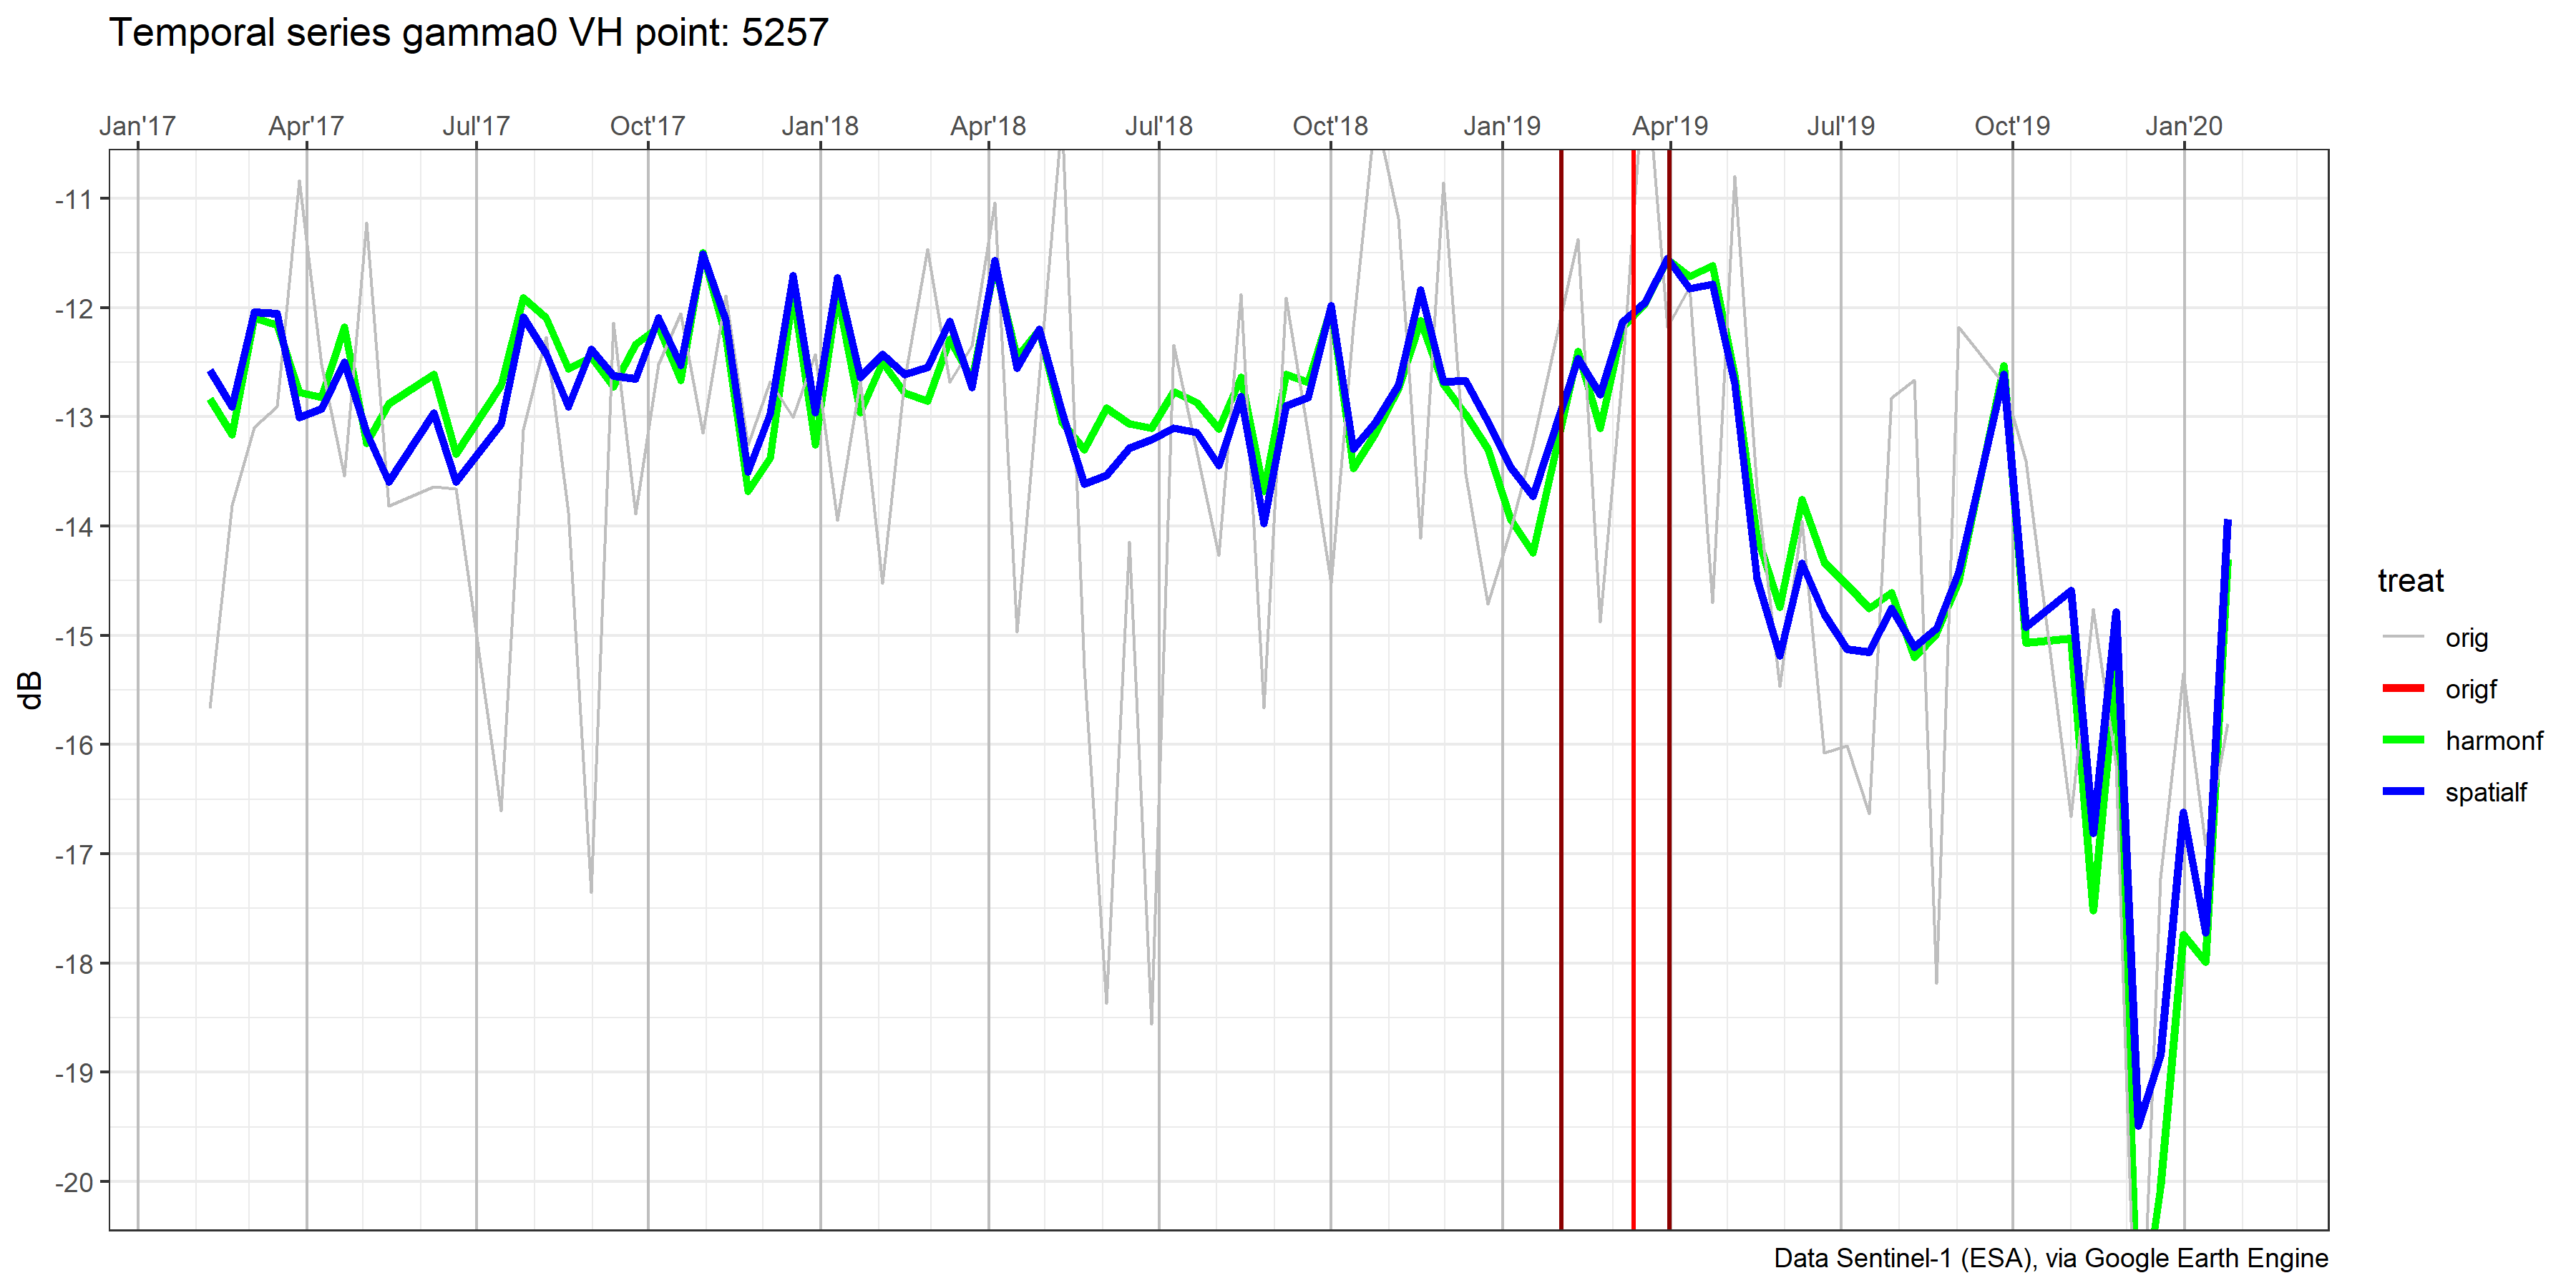 Temporal series gamma0 VH point: 5257
Jan'17 Apr'17 Jul'17 Oct'17 Jan'18 Apr'18 Jul'18 Oct'18 Jan'19 Apr'19 Jul'19 Oct'19 Jan'20
-11
-12
-13
-14
-15
-16
-17
-18
-19
-20
dB
treat
orig
origf
harmonf
spatialf
Data Sentinel-1 (ESA), via Google Earth Engine